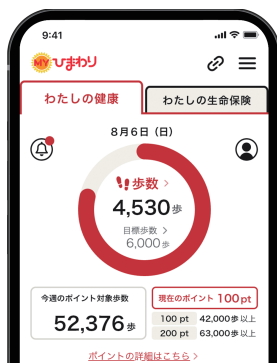 9:41
MYひまわり
わたしの健康
わたしの生命保険
8月6日（日）
歩数 >
4,530歩
目標歩数 >
6,000歩
今週のポイント対象歩数
52,376歩
現在のポイント 100pt
100 pt 42,000歩以上
200 pt 63,000歩以上
ポイントの詳細はこちら >